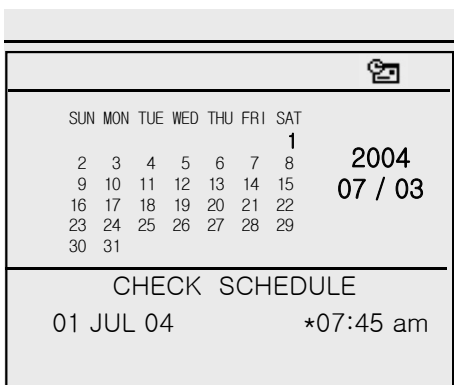 SUN MON TUE WED THU FRI SAT
1
2 3 4 5 6 7 8
9 10 11 12 13 14 15
16 17 18 19 20 21 22
23 24 25 26 27 28 29
30 31
2004
07 / 03
CHECK SCHEDULE
01 JUL 04 *07:45 am